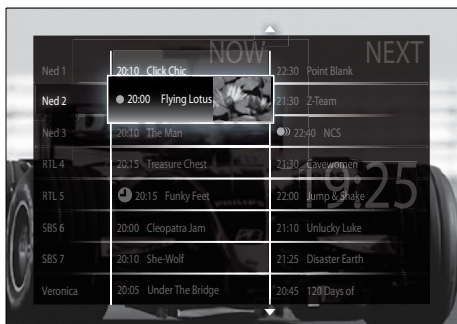 NOW NEXT
Ned 1 20:10 Click Chic 22:30 Point Blank
Ned 2 20:00 Flying Lotus 21:30 Z-Team
Ned 3 20:10 The Man 22:40 NCS
RTL 4 20:15 Treasure Chest 21:30 Cavewomen
19:25
RTL 5 20:15 Funky Feet 22:00 Jump & Shake
PHILIPS
SBS 6 20:00 Cleopatra Jam 21:10 Unlucky Luke
SBS 7 20:10 She-Wolf 21:25 Disaster Earth
Veronica 20:05 Under The Bridge 20:45 120 Days of